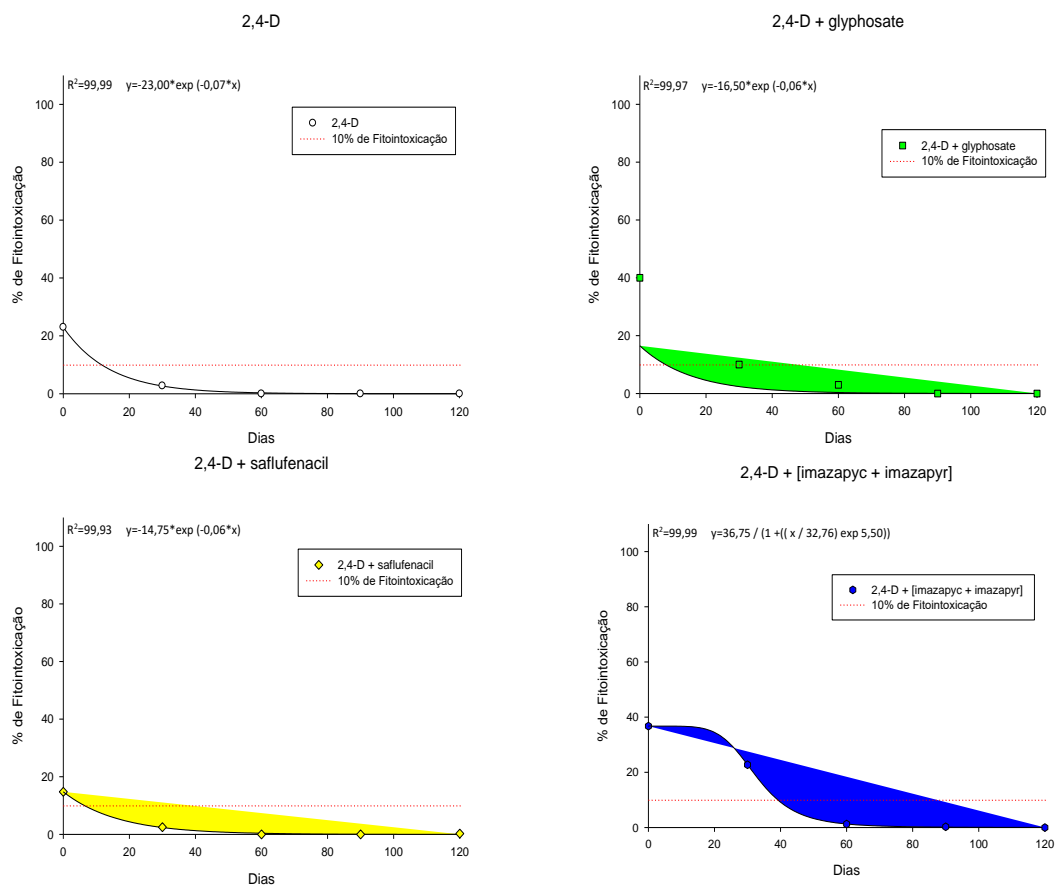 2,4-D
R²=99,99 y=-23,00*exp (-0,07*x)
2,4-D
10% de Fitointoxicação
% de Fitointoxicação
100
80
60
40
20
0
0 20 40 60 80 100 120
Dias
2,4-D + glyphosate
R²=99,97 y=-16,50*exp (-0,06*x)
2,4-D + glyphosate
10% de Fitointoxicação
% de Fitointoxicação
100
80
60
40
20
0
0 20 40 60 80 100 120
Dias
2,4-D + saflufenacil
R²=99,93 y=-14,75*exp (-0,06*x)
2,4-D + saflufenacil
10% de Fitointoxicação
% de Fitointoxicação
100
80
60
40
20
0
0 20 40 60 80 100 120
Dias
2,4-D + [imazapyc + imazapyr]
R²=99,99 y=36,75 / (1 +(( x / 32,76) exp 5,50))
2,4-D + [imazapyc + imazapyr]
10% de Fitointoxicação
% de Fitointoxicação
100
80
60
40
20
0
0 20 40 60 80 100 120
Dias